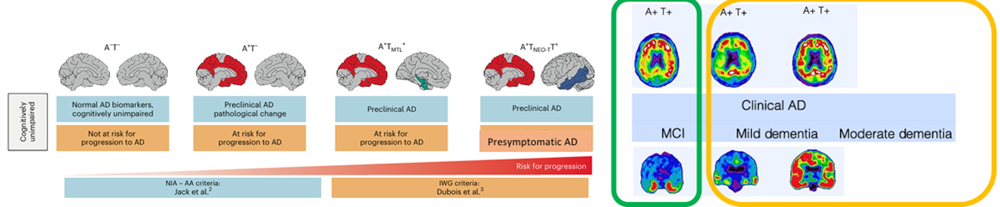 A⁻T⁻
A⁺T⁻
A⁺T_MTL⁺
A⁺T_NEO-T⁺T⁺
Cognitively
unimpaired
Normal AD biomarkers,
cognitively unimpaired
Preclinical AD
pathological change
Preclinical AD
Preclinical AD
Not at risk for
progression to AD
At risk for
progression to AD
At risk for
progression to AD
Presymptomatic AD
Risk for progression
NIA – AA criteria:
Jack et al.²
IWG criteria:
Dubois et al.³
A+ T+
A+ T+
A+ T+
Clinical AD
MCI
Mild dementia
Moderate dementia